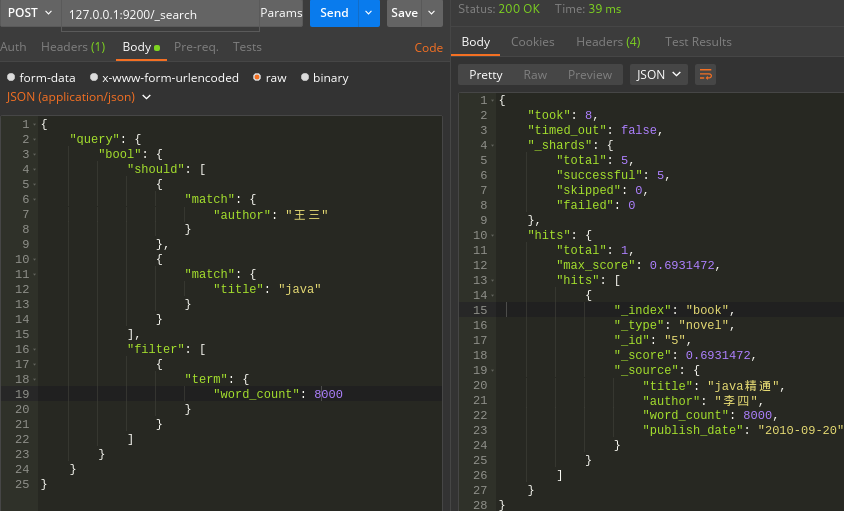 POST 127.0.0.1:9200/_search Params Send Save
Auth Headers (1) Body Pre-req. Tests Code
form-data x-www-form-urlencoded raw binary
JSON (application/json)
1 {
2 "query": {
3 "bool": {
4 "should": [
5 {
6 "match": {
7 "author": "王三"
8 }
9 },
10 {
11 "match": {
12 "title": "java"
13 }
14 }
15 ],
16 "filter": [
17 {
18 "term": {
19 "word_count": 8000
20 }
21 }
22 ]
23 }
24 }
25 }
Status: 200 OK Time: 39 ms
Body Cookies Headers (4) Test Results
Pretty Raw Preview JSON
1 {
2 "took": 8,
3 "timed_out": false,
4 "_shards": {
5 "total": 5,
6 "successful": 5,
7 "skipped": 0,
8 "failed": 0
9 },
10 "hits": {
11 "total": 1,
12 "max_score": 0.6931472,
13 "hits": [
14 {
15 "_index": "book",
16 "_type": "novel",
17 "_id": "5",
18 "_score": 0.6931472,
19 "_source": {
20 "title": "java精通",
21 "author": "李四",
22 "word_count": 8000,
23 "publish_date": "2010-09-20"
24 }
25 }
26 ]
27 }
28 }